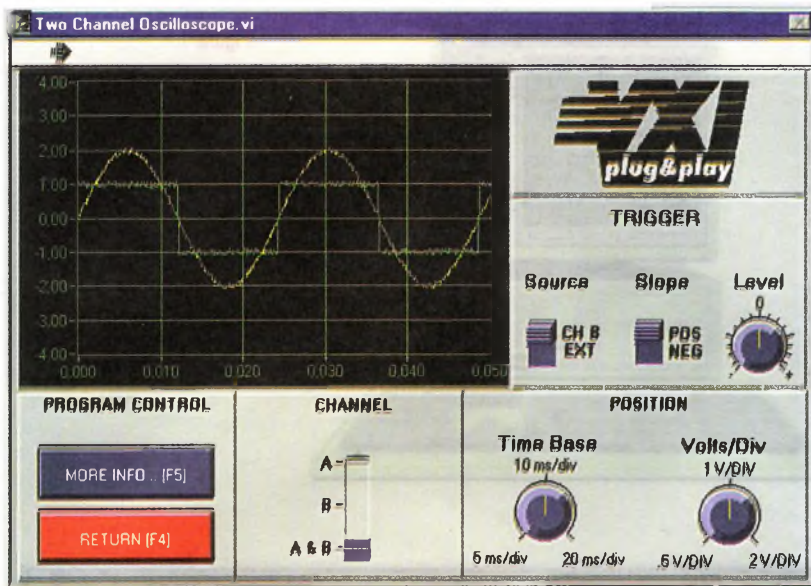 Two Channel Oscilloscope.vi
4.00
3.00
2.00
1.00
0.00
-1.00
-2.00
-3.00
-4.00
0.000
0.010
0.020
0.030
0.040
0.050
VXI
plug&play
TRIGGER
Source
Slope
Level
0
CH B
EXT
POS
NEG
- +
PROGRAM CONTROL
MORE INFO .. (F5)
RETURN (F4)
CHANNEL
A
B
A & B
POSITION
Time Base
10 ms/div
5 ms/div
20 ms/div
Volts/Div
1 V/DIV
.5 V/DIV
2 V/DIV